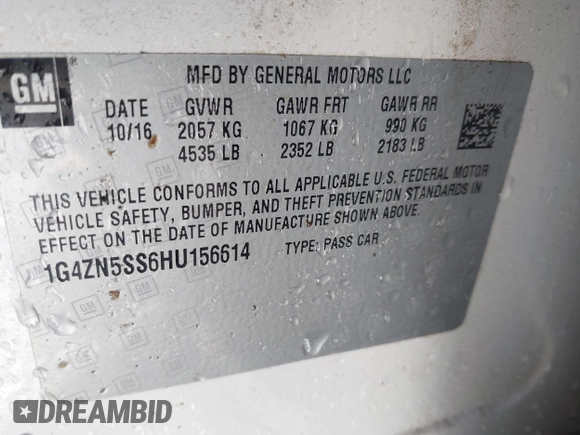 GM
MFD BY GENERAL MOTORS LLC
DATE GVWR GAWR FRT GAWR RR
10/16 2057 KG 1067 KG 990 KG
4535 LB 2352 LB 2183 LB
THIS VEHICLE CONFORMS TO ALL APPLICABLE U.S. FEDERAL MOTOR
VEHICLE SAFETY, BUMPER, AND THEFT PREVENTION STANDARDS IN
EFFECT ON THE DATE OF MANUFACTURE SHOWN ABOVE.
1G4ZN5SS6HU156614 TYPE: PASS CAR
DREAMBID